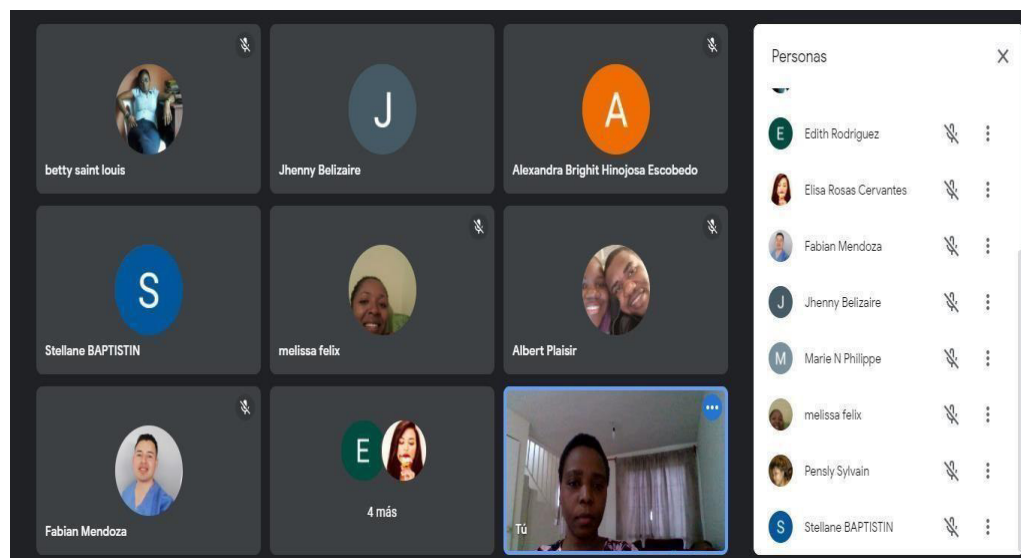 betty saint louis
J
Jhenny Belizaire
A
Alexandra Brighit Hinojosa Escobedo
S
Stellane BAPTISTIN
melissa felix
Albert Plaisir
Fabian Mendoza
E
4 más
Tú
Personas
E Edith Rodriguez
Elisa Rosas Cervantes
Fabian Mendoza
J Jhenny Belizaire
M Marie N Philippe
melissa felix
Pensly Sylvain
S Stellane BAPTISTIN